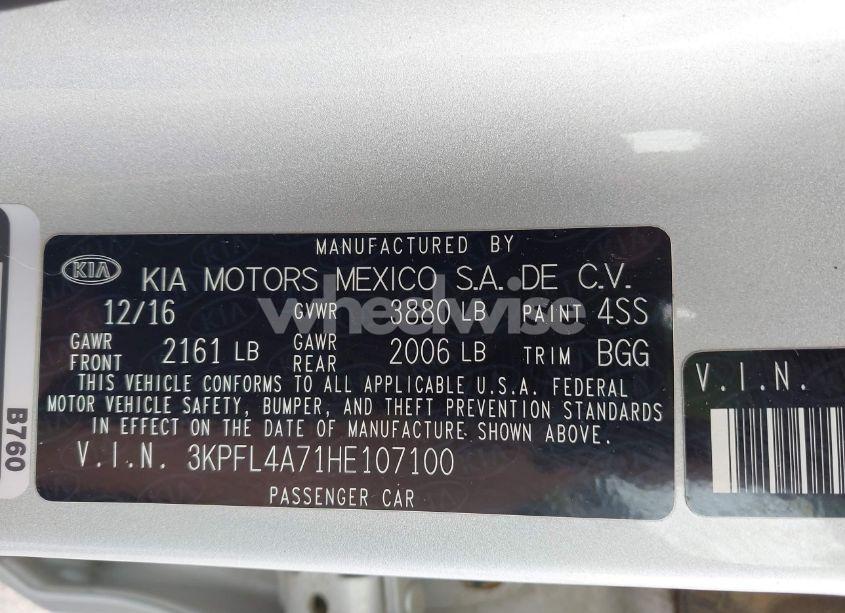 MANUFACTURED BY
KIA KIA MOTORS MEXICO S.A. DE C.V.
12/16 GVWR 3880 LB PAINT 4SS
GAWR FRONT 2161 LB GAWR REAR 2006 LB TRIM BGG
THIS VEHICLE CONFORMS TO ALL APPLICABLE U.S.A. FEDERAL
MOTOR VEHICLE SAFETY, BUMPER, AND THEFT PREVENTION STANDARDS
IN EFFECT ON THE DATE OF MANUFACTURE SHOWN ABOVE.
V.I.N. 3KPFL4A71HE107100
PASSENGER CAR
V.I.N.
B760
wheelwise